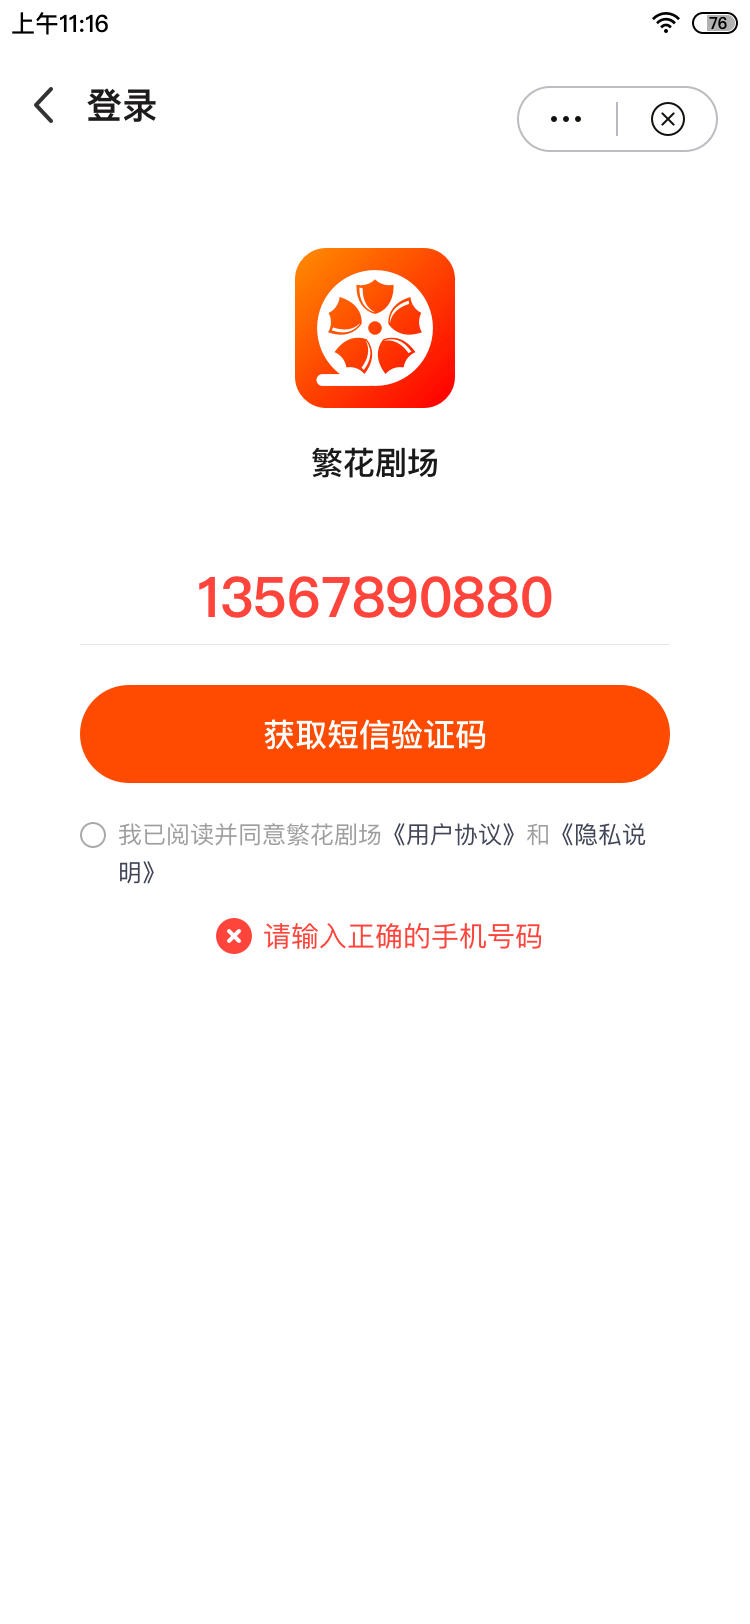 上午11:16
76
登录
繁花剧场
13567890880
获取短信验证码
我已阅读并同意繁花剧场《用户协议》和《隐私说
明》
请输入正确的手机号码